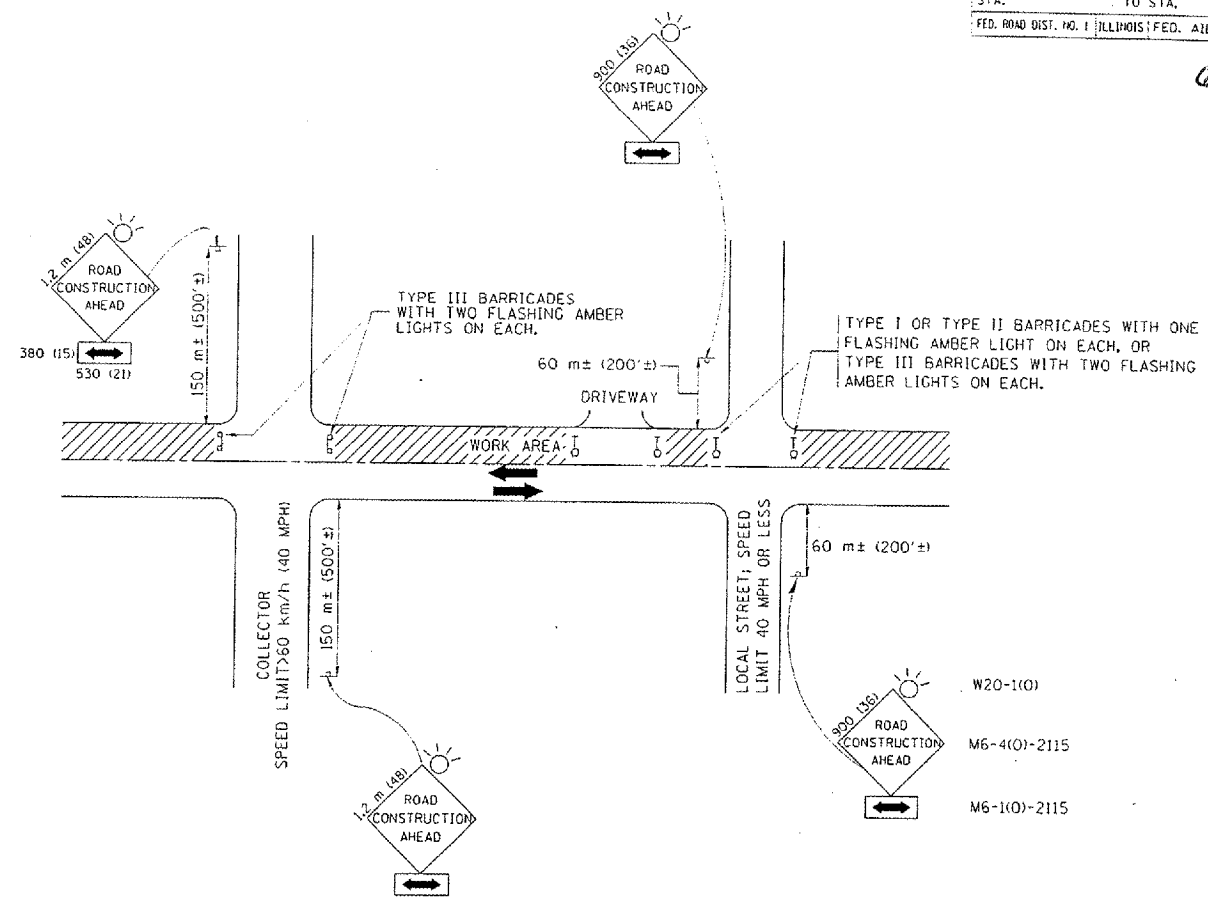 STA. TO STA.
FED. ROAD DIST. NO. 1 ILLINOIS FED.
900 (36)
ROAD
CONSTRUCTION
AHEAD
1.2 m (48)
ROAD
CONSTRUCTION
AHEAD
380 (15)
530 (21)
150 m± (500'±)
TYPE III BARRICADES
WITH TWO FLASHING AMBER
LIGHTS ON EACH.
60 m± (200'±)
DRIVEWAY
TYPE I OR TYPE II BARRICADES WITH ONE
FLASHING AMBER LIGHT ON EACH, OR
TYPE III BARRICADES WITH TWO FLASHING
AMBER LIGHTS ON EACH.
WORK AREA
COLLECTOR
SPEED LIMIT>60 km/h (40 MPH)
150 m± (500'±)
LOCAL STREET; SPEED
LIMIT 40 MPH OR LESS
60 m± (200'±)
1.2 m (48)
ROAD
CONSTRUCTION
AHEAD
900 (36)
ROAD
CONSTRUCTION
AHEAD
W20-1(O)
M6-4(O)-2115
M6-1(O)-2115